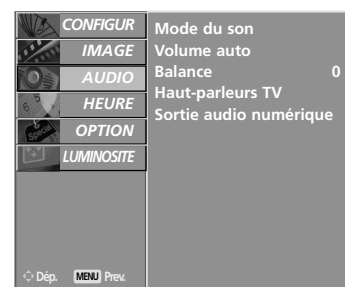 CONFIGUR
IMAGE
AUDIO
HEURE
OPTION
LUMINOSITE
Mode du son
Volume auto
Balance 0
Haut-parleurs TV
Sortie audio numérique
Dép. MENU Prev.